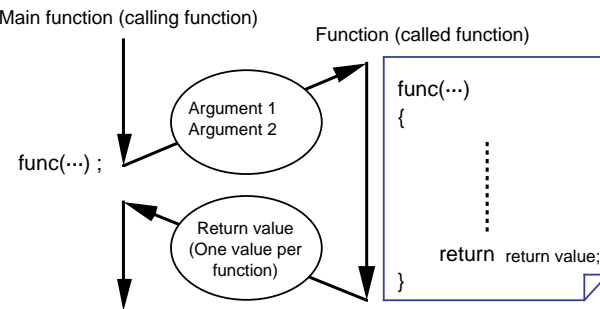 Main function (calling function)
Function (called function)
Argument 1
Argument 2
func(···) ;
Return value
(One value per
function)
func(···)
{
return return value;
}